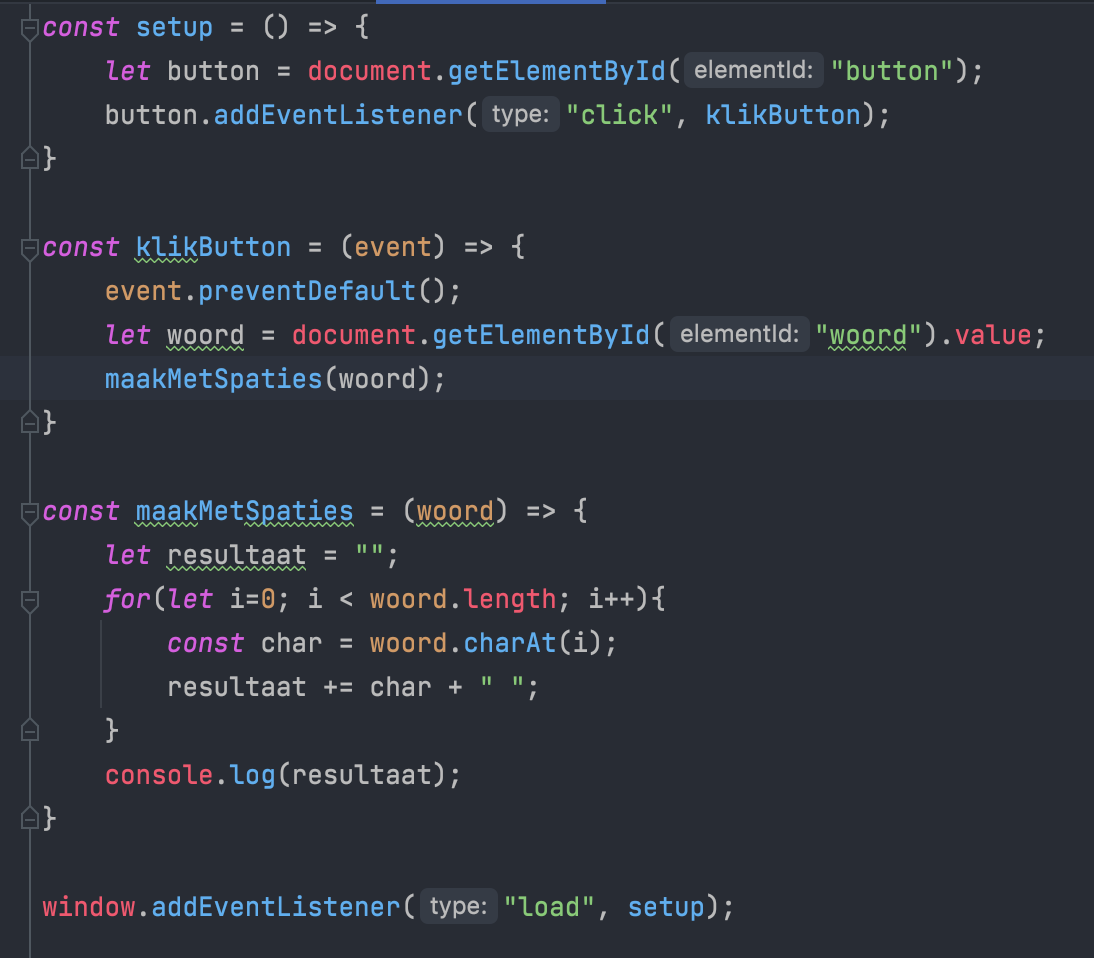 const setup = () => {
    let button = document.getElementById( elementId: "button");
    button.addEventListener( type: "click", klikButton);
}

const klikButton = (event) => {
    event.preventDefault();
    let woord = document.getElementById( elementId: "woord").value;
    maakMetSpaties(woord);
}

const maakMetSpaties = (woord) => {
    let resultaat = "";
    for(let i=0; i < woord.length; i++){
        const char = woord.charAt(i);
        resultaat += char + " ";
    }
    console.log(resultaat);
}

window.addEventListener( type: "load", setup);